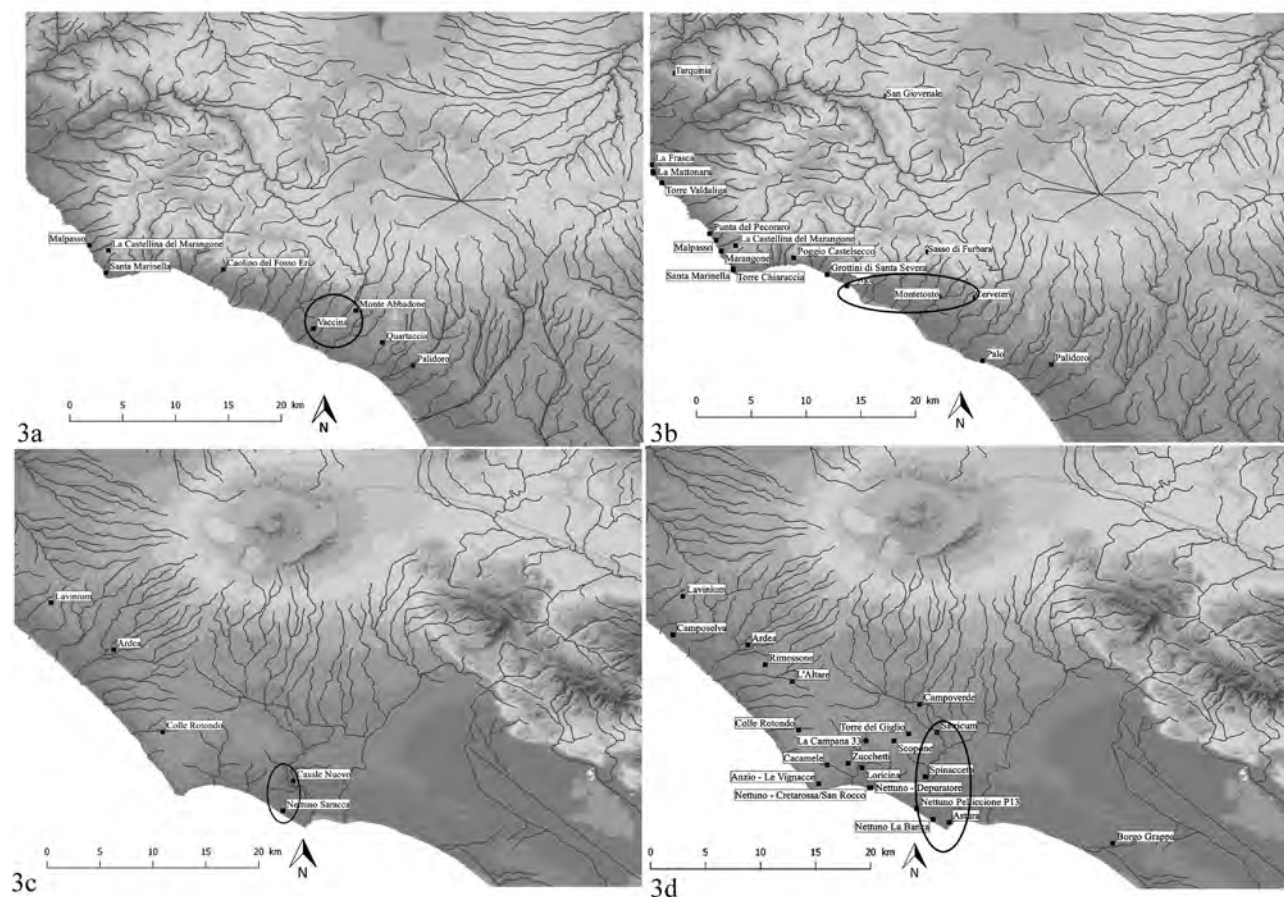 Malpasso
La Castellina del Marangone
Santa Marinella
Caolino del Fosso Eri
Monte Abbadone
Vaccina
Quartaccia
Palidoro
0 5 10 15 20 km
N
3a
Tarquinia
San Giovenale
La Frasca
La Mattonara
Torre Valdaliga
Punta del Pecoraro
La Castellina del Marangone
Malpasso
Marangone
Poggio Castelsecco
Sasso di Furbara
Grottini di Santa Severa
Santa Marinella
Torre Chiaruccia
Montetosto
Cerveteri
Palo
Palidoro
0 5 10 15 20 km
N
3b
Lavinium
Ardea
Colle Rotondo
Casale Nuovo
Nettuno Saracca
0 5 10 15 20 km
N
3c
Lavinium
Camposelva
Ardea
Rimessone
L'Altare
Campoverde
Colle Rotondo
Torre del Giglio
Satricum
La Campana 33
Scopone
Cacamele
Zucchetti
Spinacceto
Anzio - Le Vignacce
Loricina
Nettuno - Depuratore
Nettuno - Cretarossa/San Rocco
Nettuno Pelliccione P13
Nettuno La Banca
Astura
Borgo Grappa
0 5 10 15 20 km
N
3d